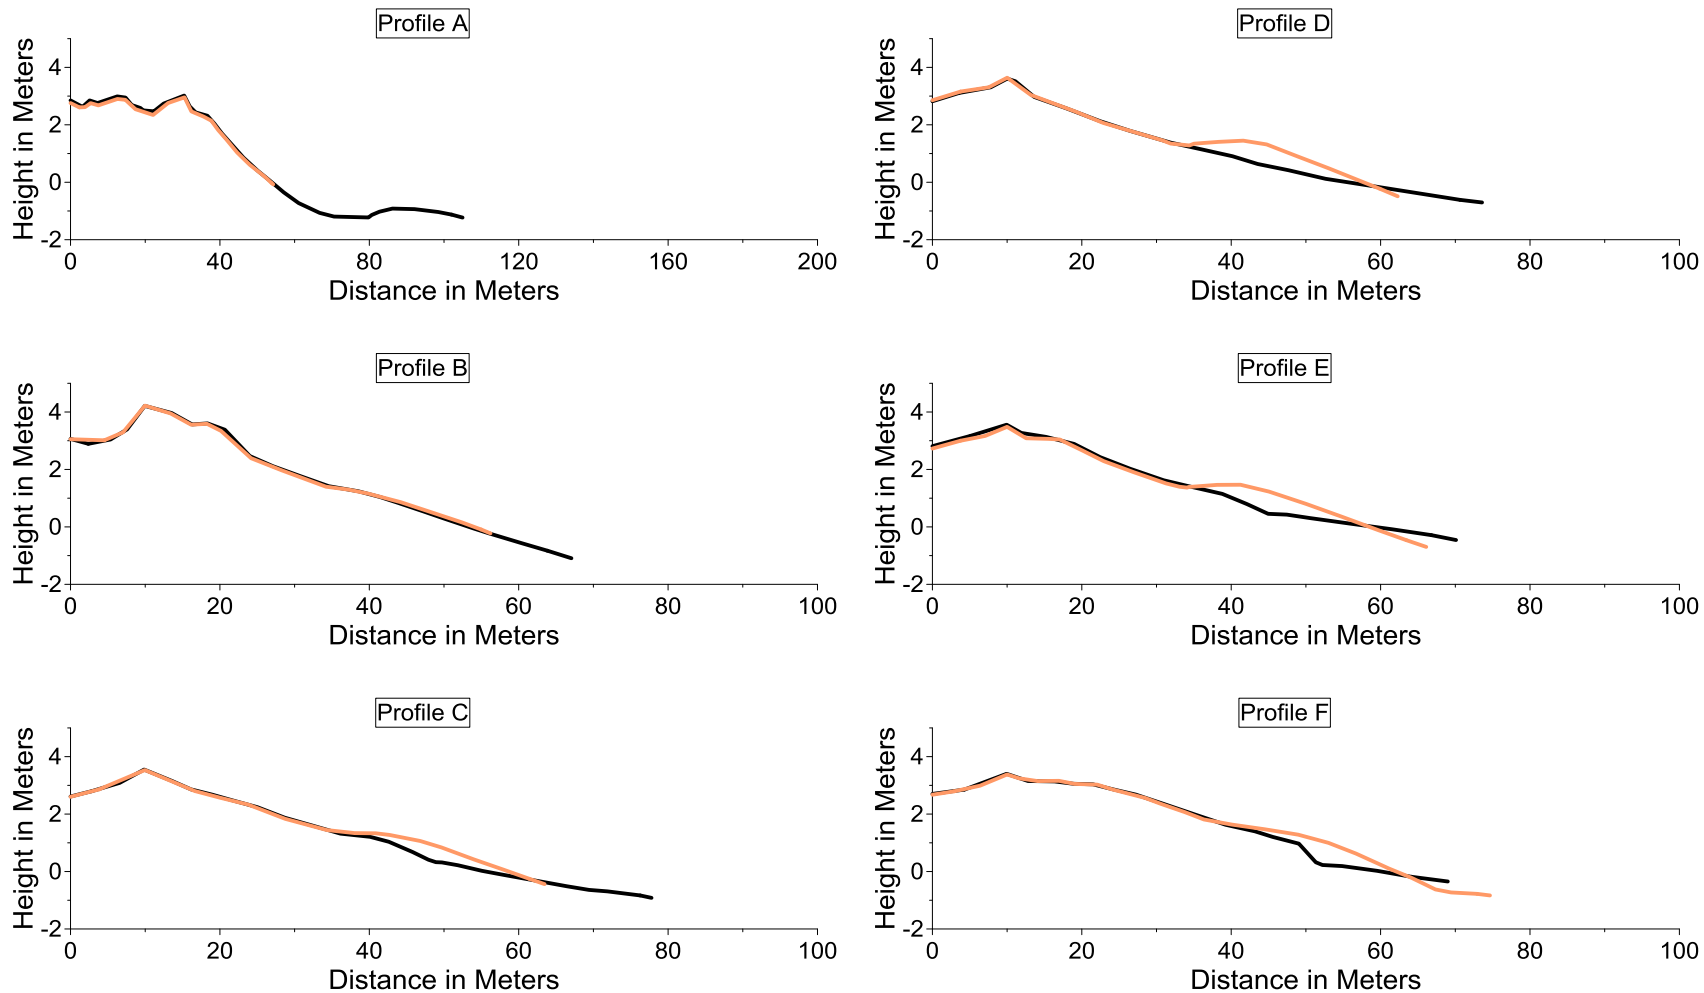 Profile A
Height in Meters
4
2
0
-2
0 40 80 120 160 200
Distance in Meters
Profile D
Height in Meters
4
2
0
-2
0 20 40 60 80 100
Distance in Meters
Profile B
Height in Meters
4
2
0
-2
0 20 40 60 80 100
Distance in Meters
Profile E
Height in Meters
4
2
0
-2
0 20 40 60 80 100
Distance in Meters
Profile C
Height in Meters
4
2
0
-2
0 20 40 60 80 100
Distance in Meters
Profile F
Height in Meters
4
2
0
-2
0 20 40 60 80 100
Distance in Meters